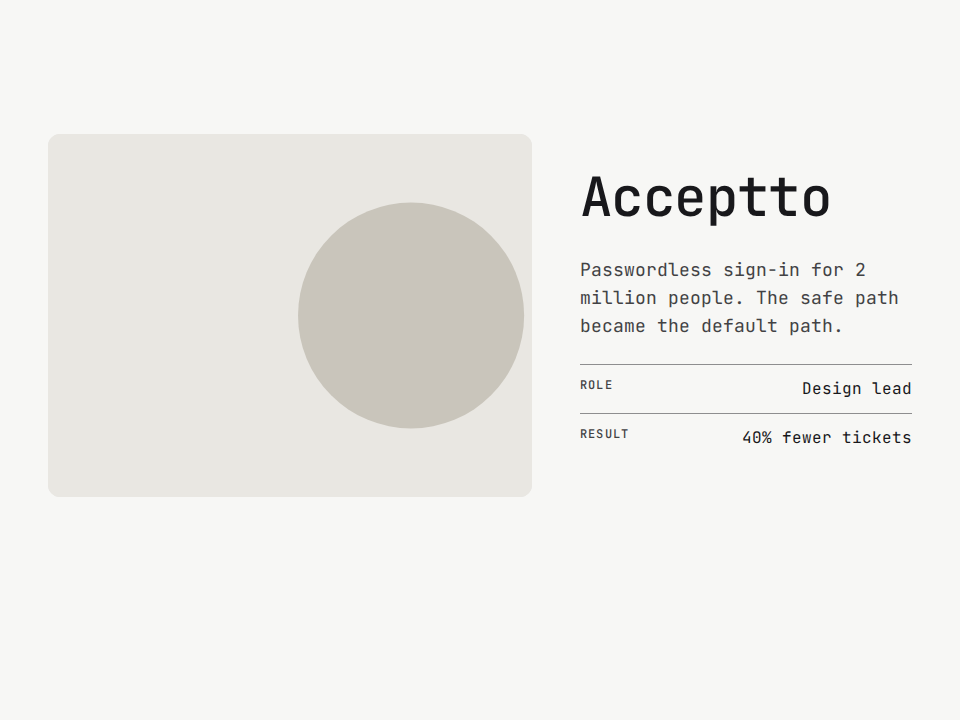 Acceptto
Passwordless sign-in for 2
million people. The safe path
became the default path.
ROLE
Design lead
RESULT
40% fewer tickets